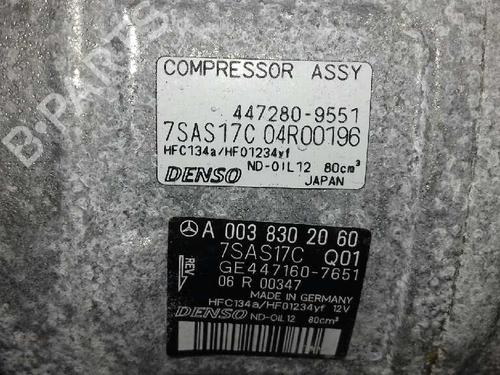 COMPRESSOR ASSY
447280-9551
7SAS17C 04R00196
HFC134a/HFO1234yf
ND-OIL12 80cm³
DENSO JAPAN
A 003 830 20 60
7SAS17C Q01
REV GE447160-7651
06 R 00347
MADE IN GERMANY
HFC134a/HFO1234yf 12V
DENSO ND-OIL12 80cm³